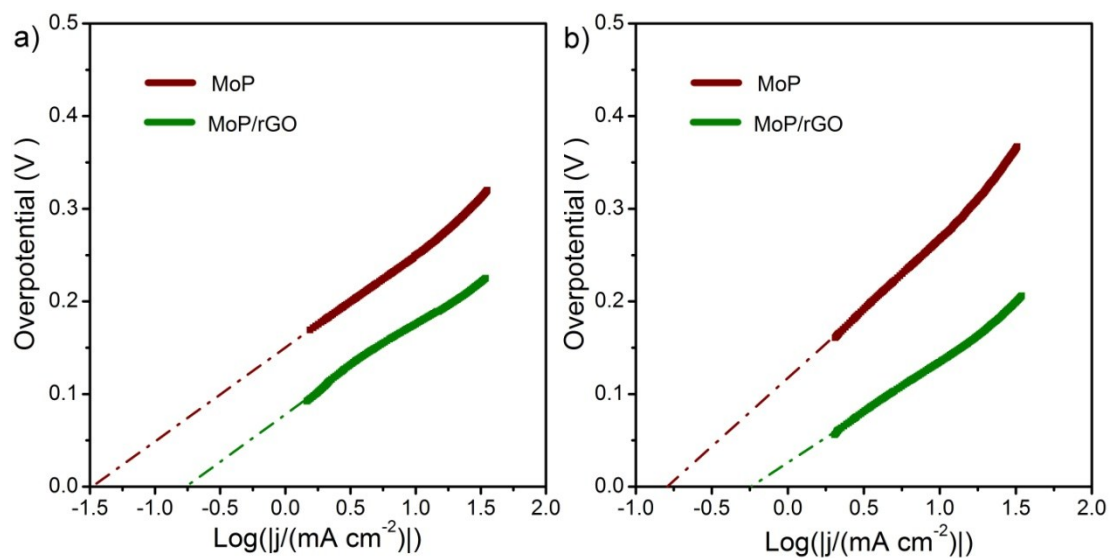 a)
MoP
MoP/rGO
Overpotential (V )
0.5
0.4
0.3
0.2
0.1
0.0
-1.5 -1.0 -0.5 0.0 0.5 1.0 1.5 2.0
Log(|j/(mA cm-2)|)
b)
MoP
MoP/rGO
Overpotential (V )
0.5
0.4
0.3
0.2
0.1
0.0
-1.0 -0.5 0.0 0.5 1.0 1.5 2.0
Log(|j/(mA cm-2)|)